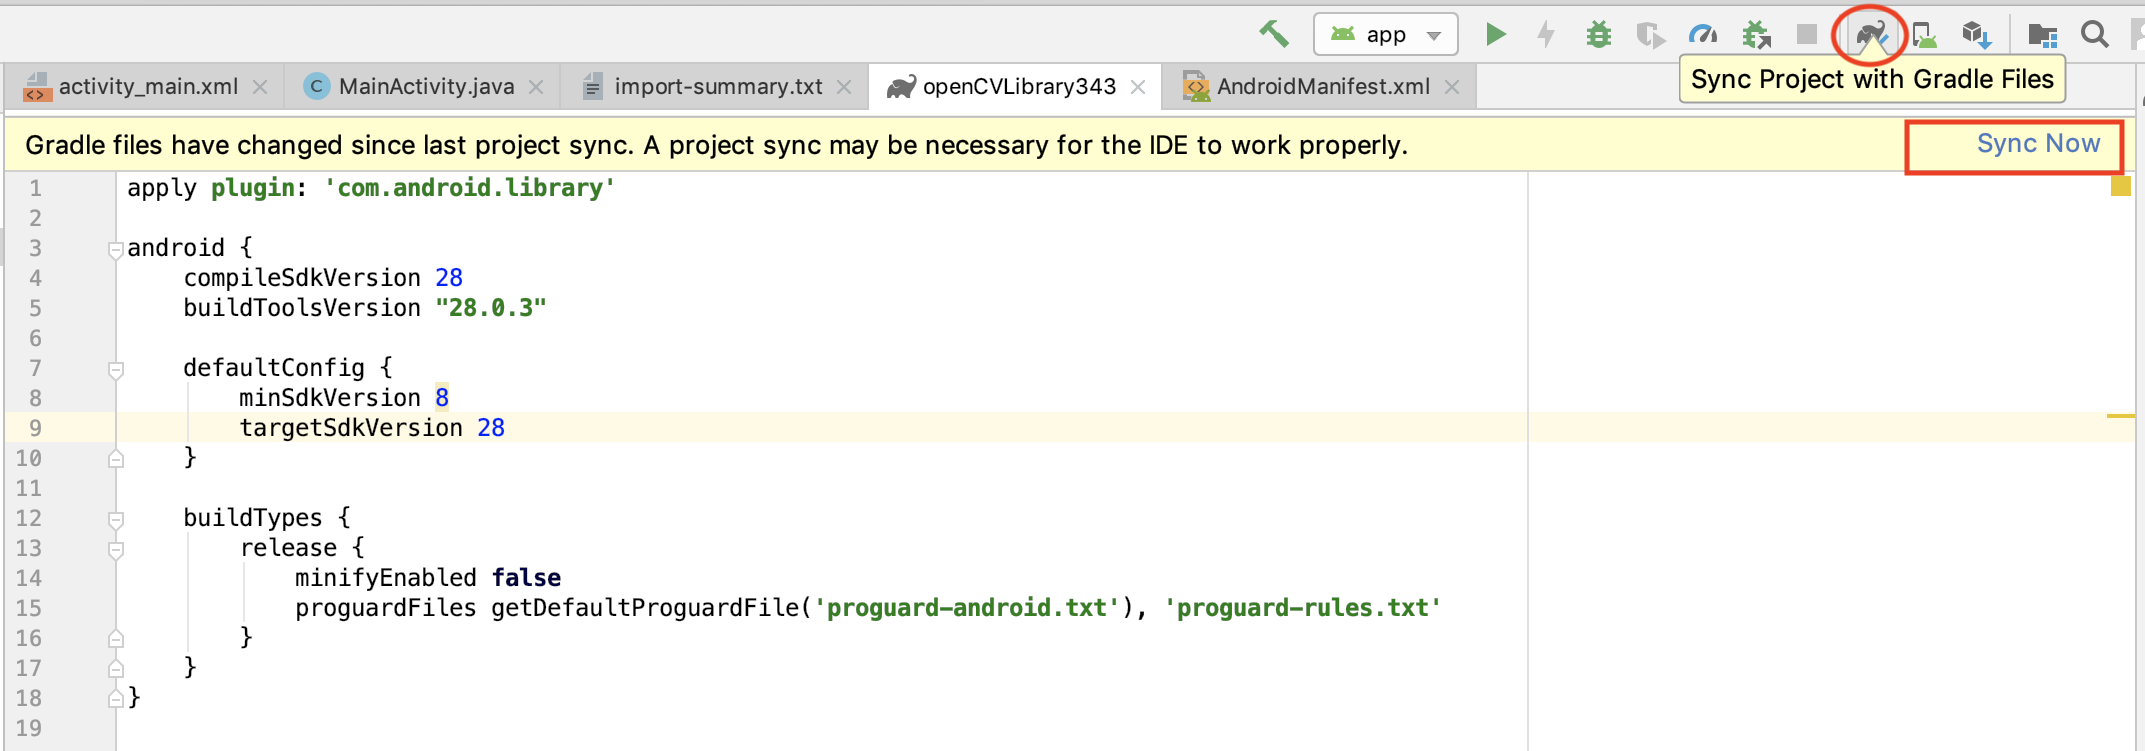 app
Sync Project with Gradle Files
activity_main.xml
MainActivity.java
import-summary.txt
openCVLibrary343
AndroidManifest.xml
Gradle files have changed since last project sync. A project sync may be necessary for the IDE to work properly.
Sync Now
1 apply plugin: 'com.android.library'
2
3 android {
4     compileSdkVersion 28
5     buildToolsVersion "28.0.3"
6
7     defaultConfig {
8         minSdkVersion 8
9         targetSdkVersion 28
10     }
11
12     buildTypes {
13         release {
14             minifyEnabled false
15             proguardFiles getDefaultProguardFile('proguard-android.txt'), 'proguard-rules.txt'
16         }
17     }
18 }
19